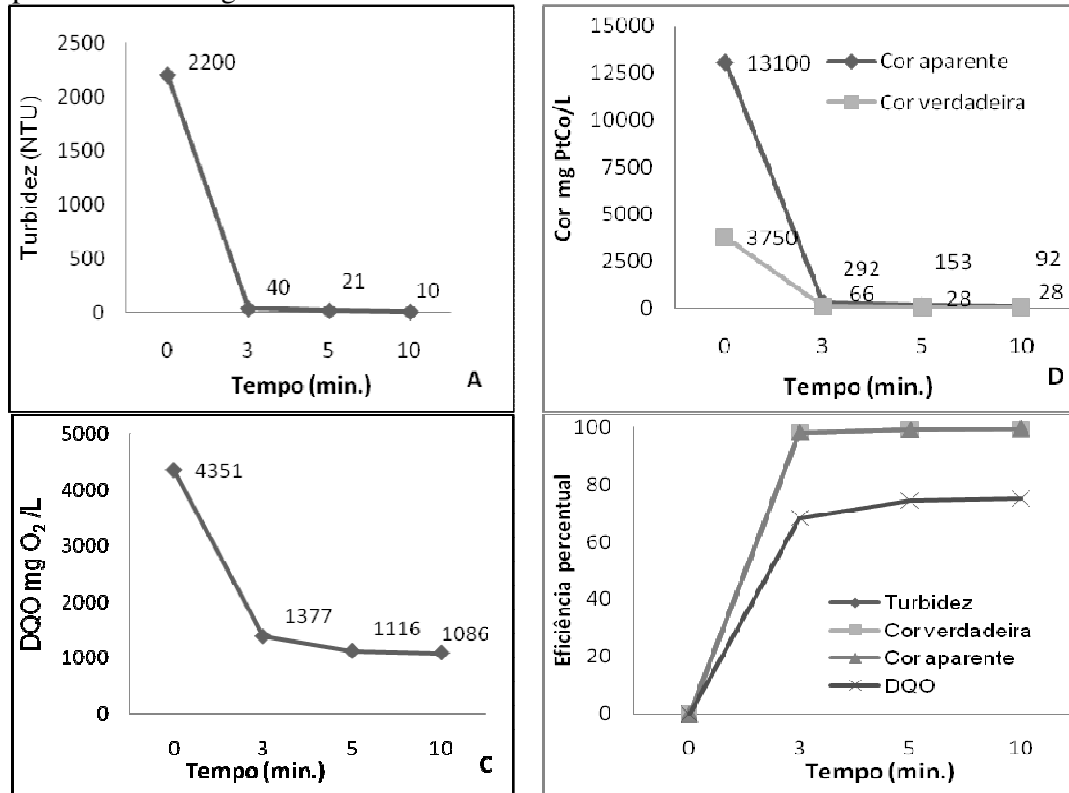 2500
2000
1500
1000
500
0
Turbidez (NTU)
2200
40
21
10
0 3 5 10
Tempo (min.)
A
15000
12500
10000
7500
5000
2500
0
Cor mg PtCo/L
13100
Cor aparente
Cor verdadeira
3750
292
153
92
66
28
28
0 3 5 10
Tempo (min.)
D
5000
4000
3000
2000
1000
0
DQO mg O₂/L
4351
1377
1116
1086
0 3 5 10
Tempo (min.)
C
100
80
60
40
20
0
Eficiência percentual
Turbidez
Cor verdadeira
Cor aparente
DQO
0 3 5 10
Tempo (min.)